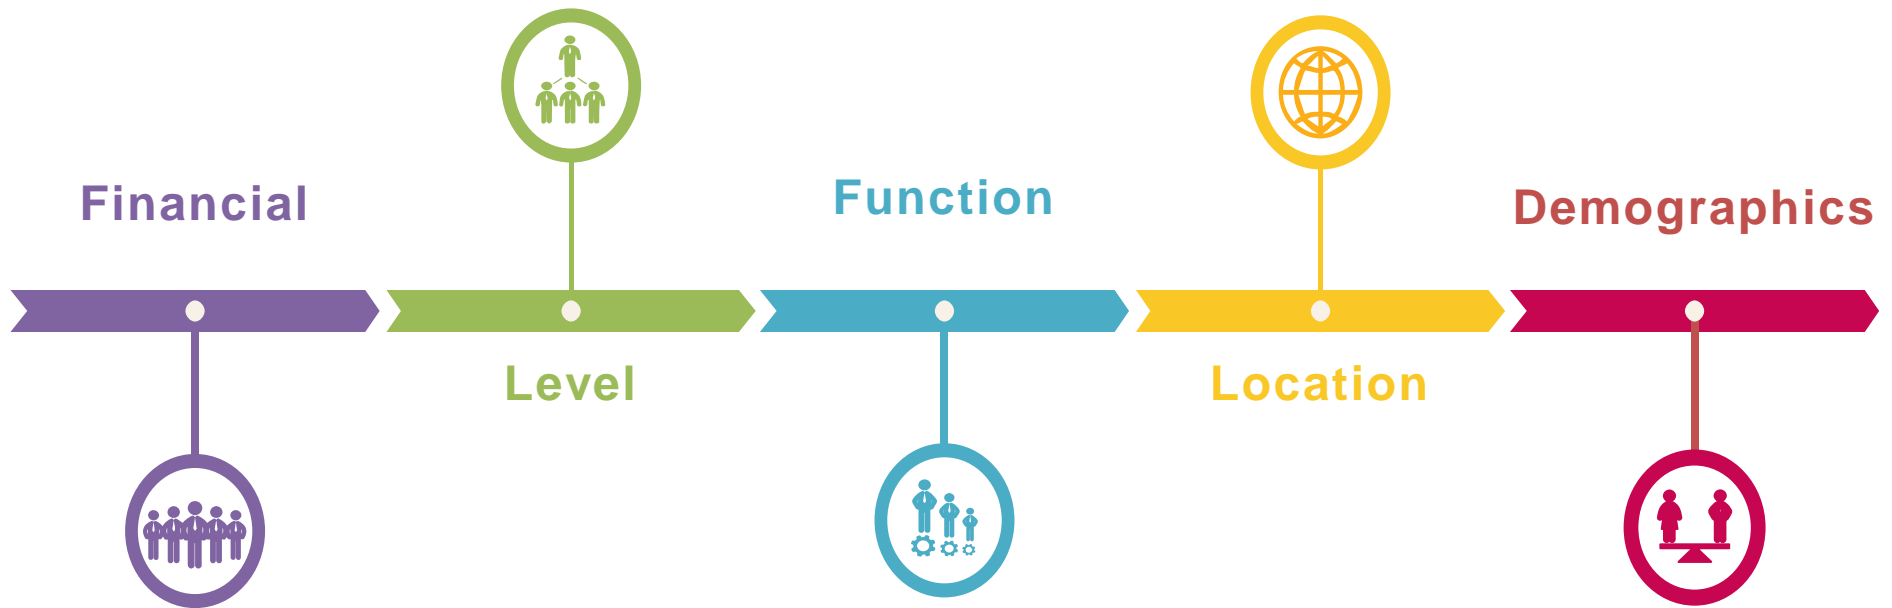 Financial
Level
Function
Location
Demographics